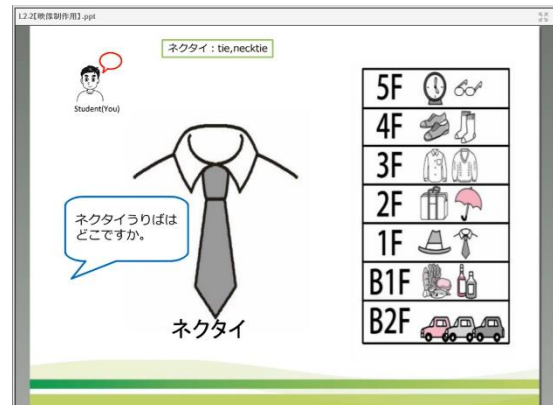 L2.2【映像制作用】.ppt
ネクタイ：tie,necktie
Student(You)
ネクタイうりばは
どこですか。
ネクタイ
5F
4F
3F
2F
1F
B1F
B2F